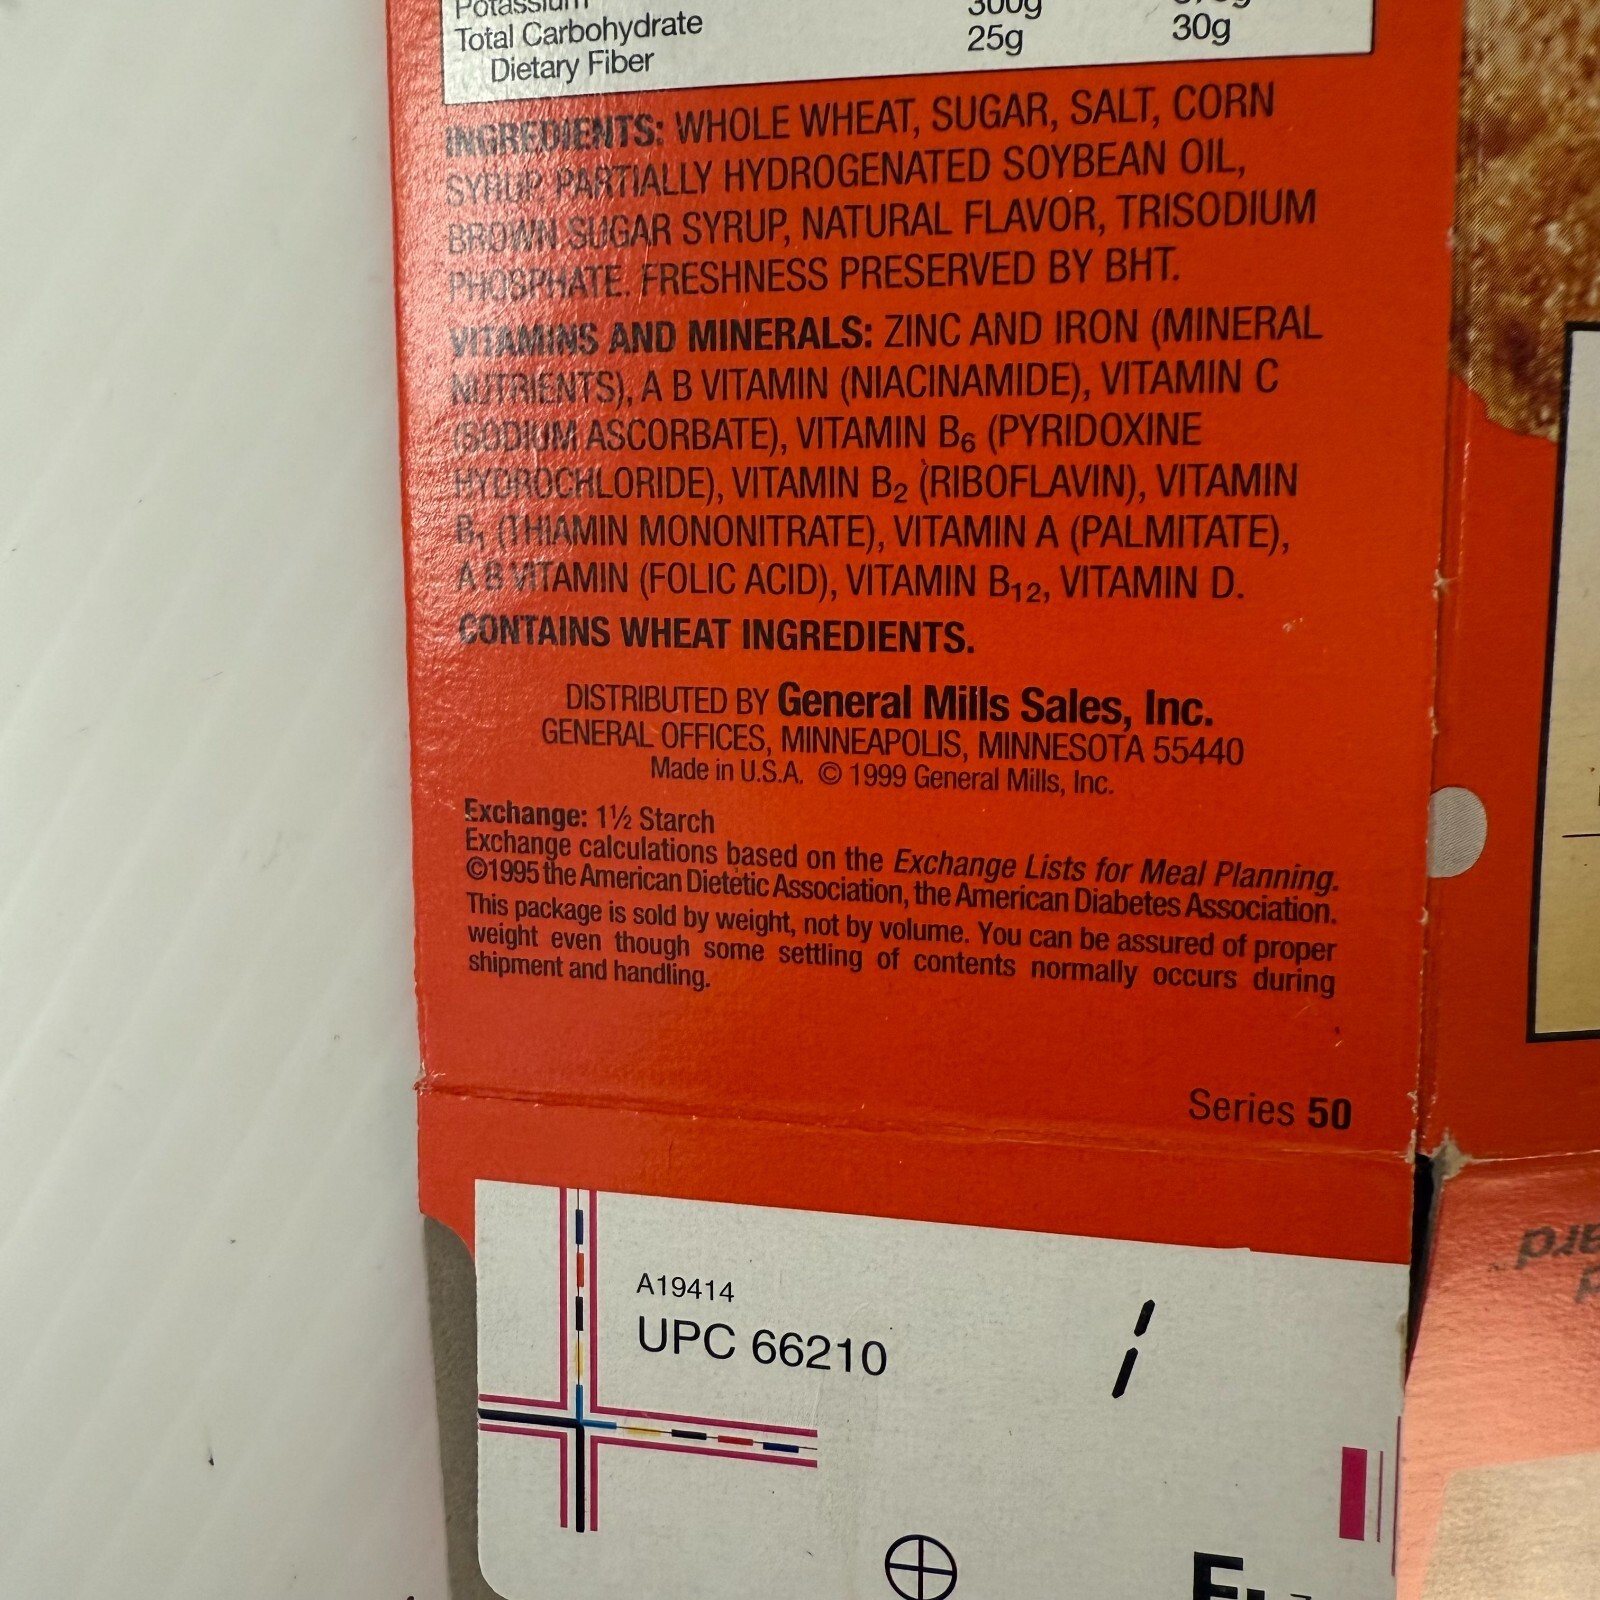 Potassium
Total Carbohydrate 300g
Dietary Fiber 25g 30g
INGREDIENTS: WHOLE WHEAT, SUGAR, SALT, CORN
SYRUP, PARTIALLY HYDROGENATED SOYBEAN OIL,
BROWN SUGAR SYRUP, NATURAL FLAVOR, TRISODIUM
PHOSPHATE. FRESHNESS PRESERVED BY BHT.
VITAMINS AND MINERALS: ZINC AND IRON (MINERAL
NUTRIENTS), A B VITAMIN (NIACINAMIDE), VITAMIN C
(SODIUM ASCORBATE), VITAMIN B6 (PYRIDOXINE
HYDROCHLORIDE), VITAMIN B2 (RIBOFLAVIN), VITAMIN
B1 (THIAMIN MONONITRATE), VITAMIN A (PALMITATE),
A B VITAMIN (FOLIC ACID), VITAMIN B12, VITAMIN D.
CONTAINS WHEAT INGREDIENTS.
DISTRIBUTED BY General Mills Sales, Inc.
GENERAL OFFICES, MINNEAPOLIS, MINNESOTA 55440
Made in U.S.A. © 1999 General Mills, Inc.
Exchange: 1½ Starch
Exchange calculations based on the Exchange Lists for Meal Planning.
©1995 the American Dietetic Association, the American Diabetes Association.
This package is sold by weight, not by volume. You can be assured of proper
weight even though some settling of contents normally occurs during
shipment and handling.
Series 50
A19414
UPC 66210